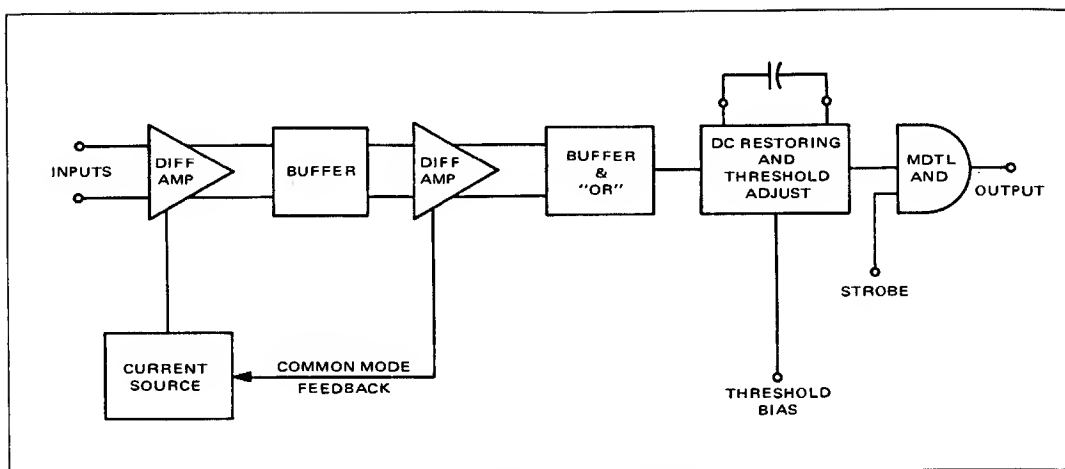 INPUTS
DIFF
AMP
BUFFER
DIFF
AMP
BUFFER
&
"OR"
DC RESTORING
AND
THRESHOLD
ADJUST
MDTL
AND
OUTPUT
STROBE
CURRENT
SOURCE
COMMON MODE
FEEDBACK
THRESHOLD
BIAS